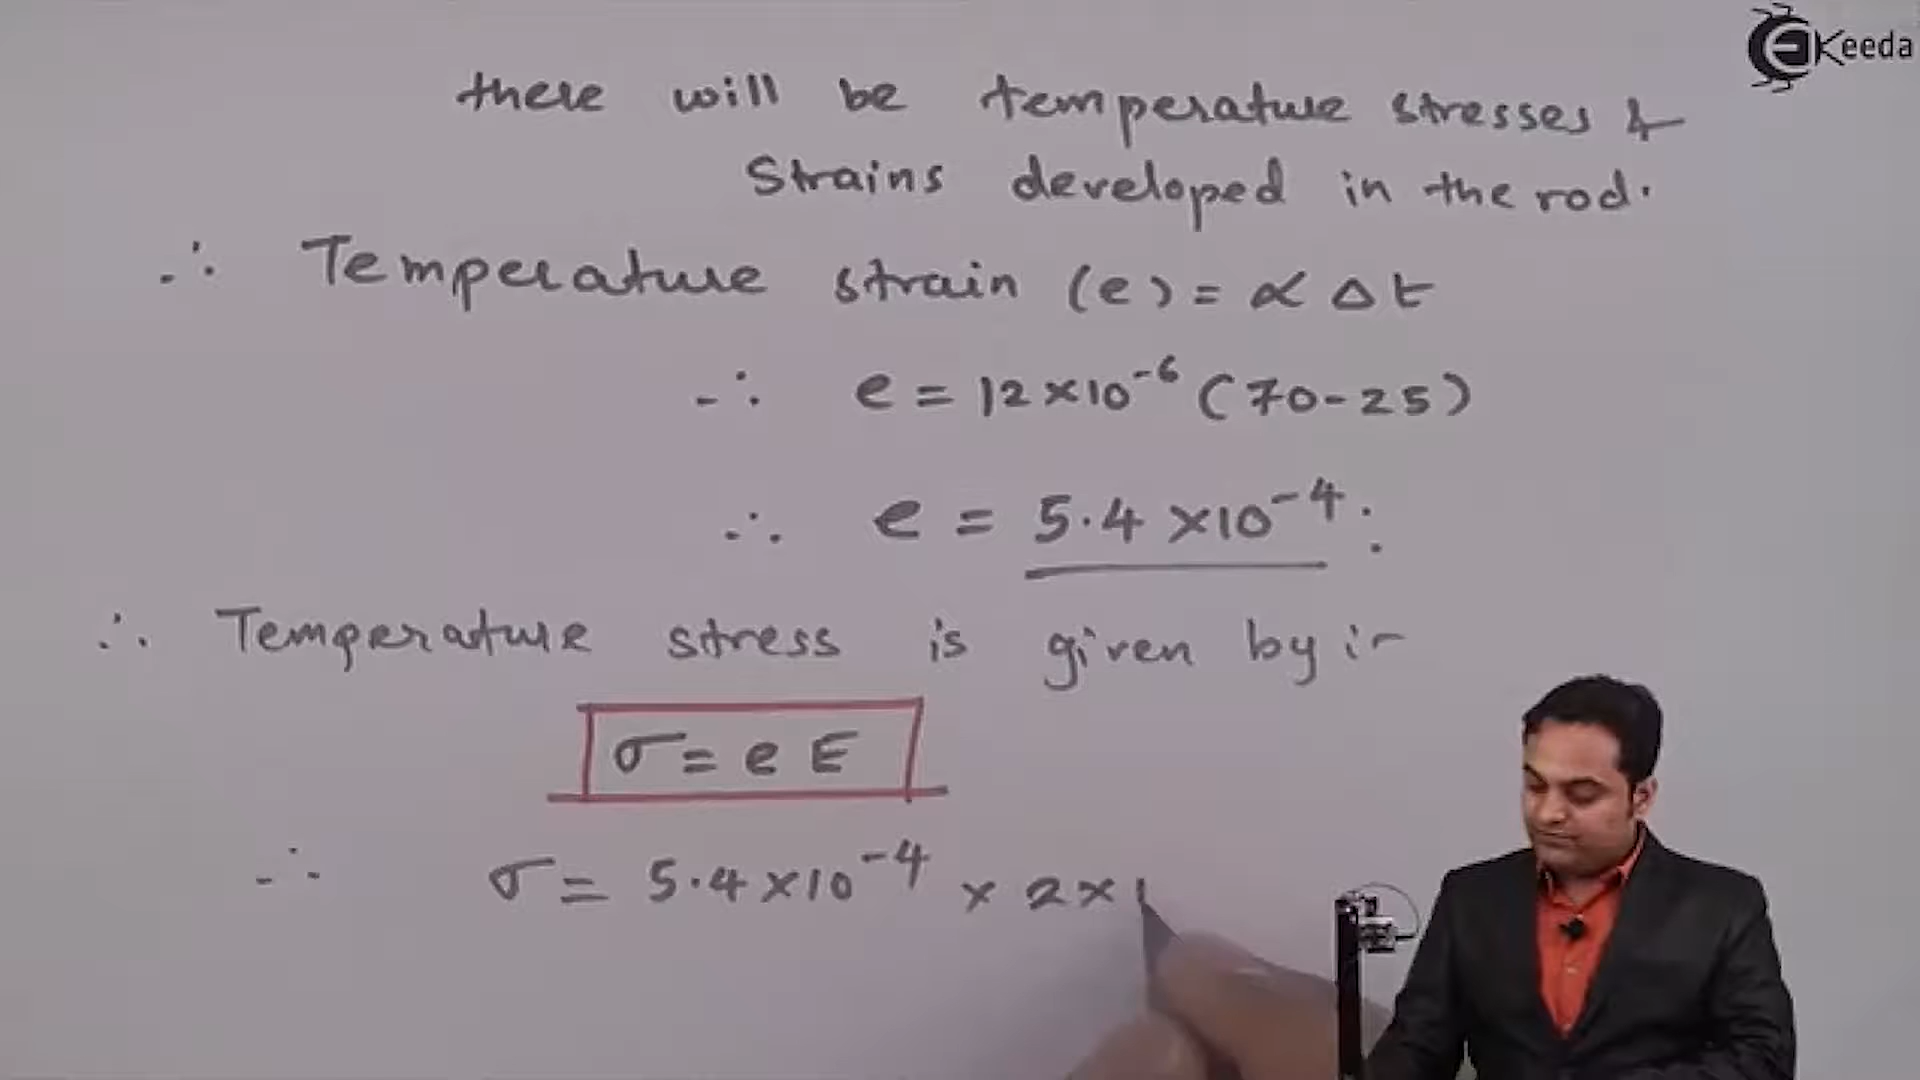 EKeeda
there will be temperature stresses &
Strains developed in the rod.
∴ Temperature strain (e) = α Δt
∴ e = 12×10⁻⁶ (70-25)
∴ e = 5.4 ×10⁻⁴ :
∴ Temperature stress is given by :-
σ = e E
∴ σ = 5.4×10⁻⁴ × 2×1